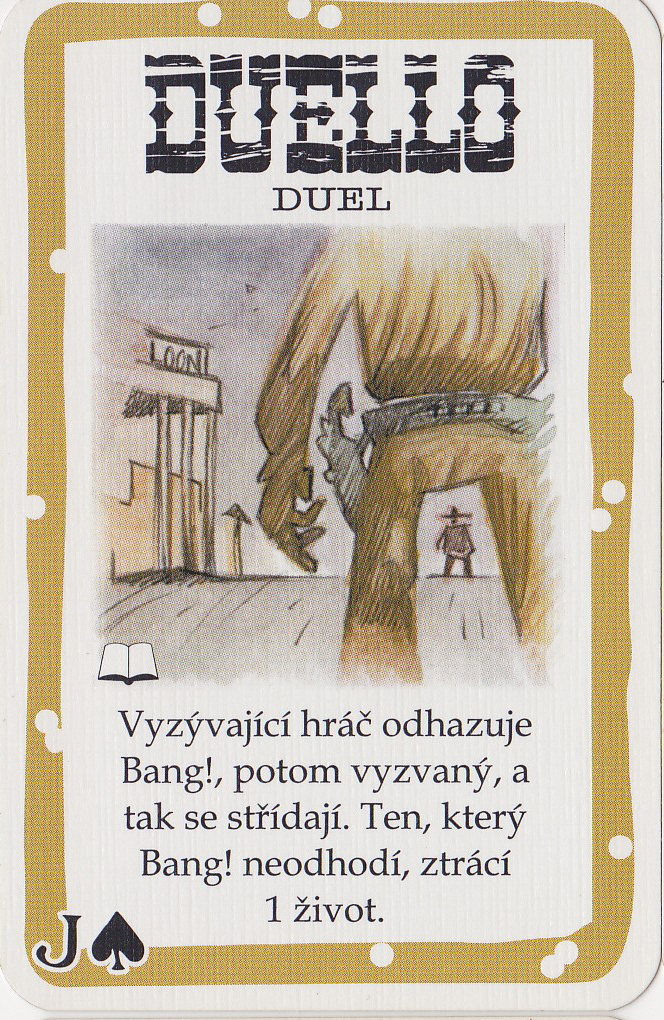 DUELLO
DUEL
LOON
Vyzývající hráč odhazuje
Bang!, potom vyzvaný, a
tak se střídají. Ten, který
Bang! neodhodí, ztrácí
1 život.
J♠